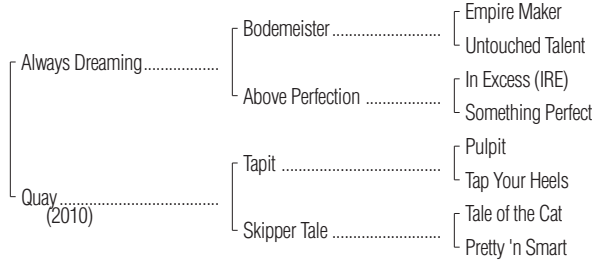 Empire Maker
Bodemeister ..............................
Untouched Talent
Always Dreaming..................
In Excess (IRE)
Above Perfection ......................
Something Perfect
Pulpit
Tapit ..............................................
Tap Your Heels
Quay...............................................
(2010)
Tale of the Cat
Skipper Tale ................................
Pretty 'n Smart